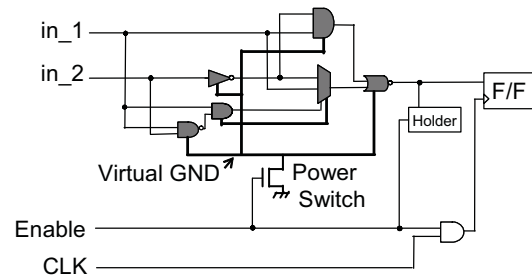 in_1
in_2
F/F
Holder
Virtual GND
Power
Switch
Enable
CLK